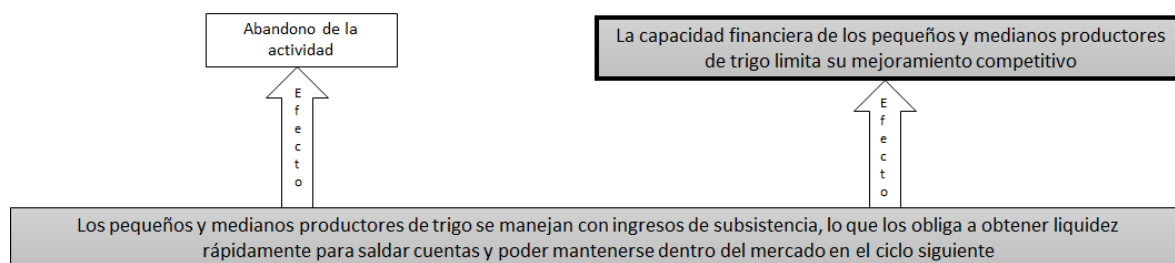 Abandono de la
actividad
La capacidad financiera de los pequeños y medianos productores
de trigo limita su mejoramiento competitivo
E
f
e
c
t
o
E
f
e
c
t
o
Los pequeños y medianos productores de trigo se manejan con ingresos de subsistencia, lo que los obliga a obtener liquidez
rápidamente para saldar cuentas y poder mantenerse dentro del mercado en el ciclo siguiente